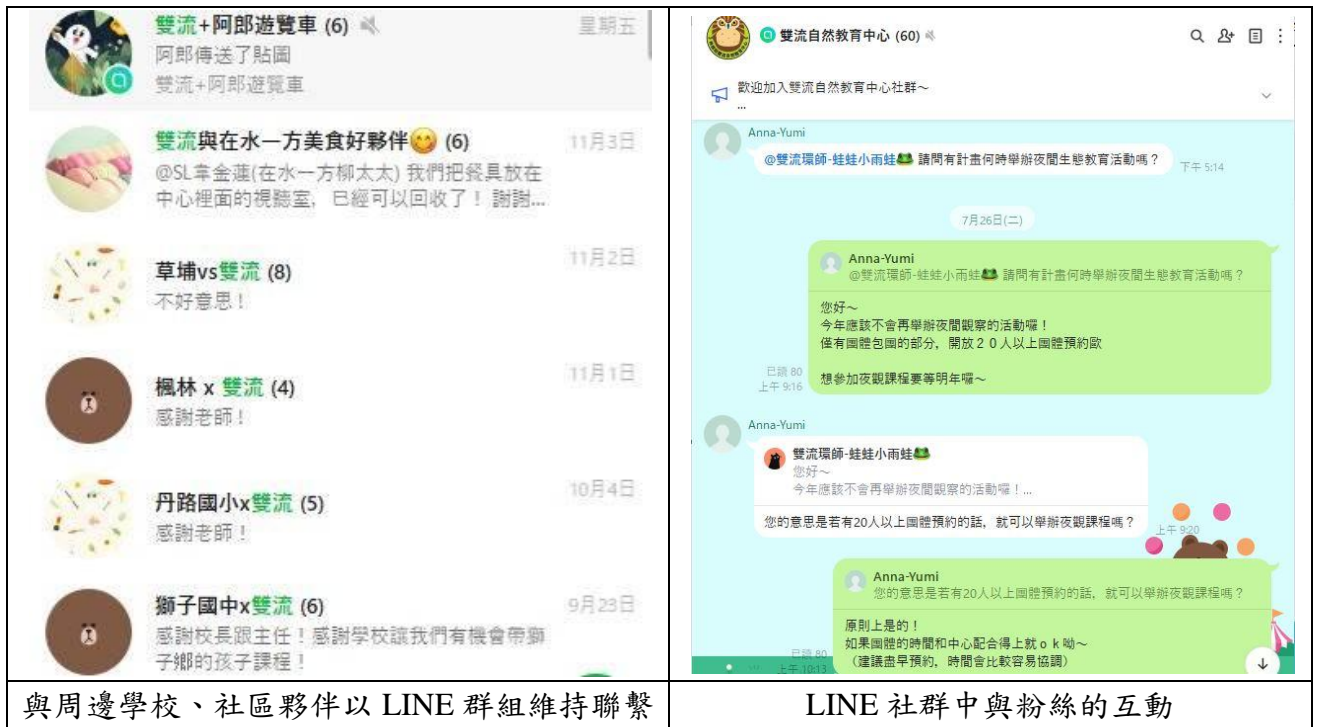 雙流+阿郎遊覽車 (6)
星期五
阿郎傳送了貼圖
雙流+阿郎遊覽車
雙流與在水一方美食好夥伴😋 (6)
11月3日
@SL韋金蓮(在水一方柳太太) 我們把餐具放在
中心裡面的視聽室，已經可以回收了！ 謝謝...
草埔vs雙流 (8)
11月2日
不好意思！
楓林 x 雙流 (4)
11月1日
感謝老師！
丹路國小x雙流 (5)
10月4日
感謝老師！
獅子國中x雙流 (6)
9月23日
感謝校長跟主任！感謝學校讓我們有機會帶獅
子鄉的孩子課程！
與周邊學校、社區夥伴以 LINE 群組維持聯繫
雙流自然教育中心 (60)
歡迎加入雙流自然教育中心社群～
...
Anna-Yumi
@雙流環師-蛙蛙小雨蛙🐸 請問有計畫何時舉辦夜間生態教育活動嗎？
下午 5:14
7月26日(二)
Anna-Yumi
@雙流環師-蛙蛙小雨蛙🐸 請問有計畫何時舉辦夜間生態教育活動嗎？
您好～
今年應該不會再舉辦夜間觀察的活動囉！
僅有團體包團的部分，開放２０人以上團體預約歐
想參加夜觀課程要等明年囉～
已讀 80
上午 9:16
Anna-Yumi
雙流環師-蛙蛙小雨蛙🐸
您好～
今年應該不會再舉辦夜間觀察的活動囉！...
您的意思是若有20人以上團體預約的話，就可以舉辦夜觀課程嗎？
上午 9:20
Anna-Yumi
您的意思是若有20人以上團體預約的話，就可以舉辦夜觀課程嗎？
原則上是的！
如果團體的時間和中心配合得上就ｏｋ呦～
（建議盡早預約，時間會比較容易協調）
已讀 80
上午 10:13
LINE 社群中與粉絲的互動